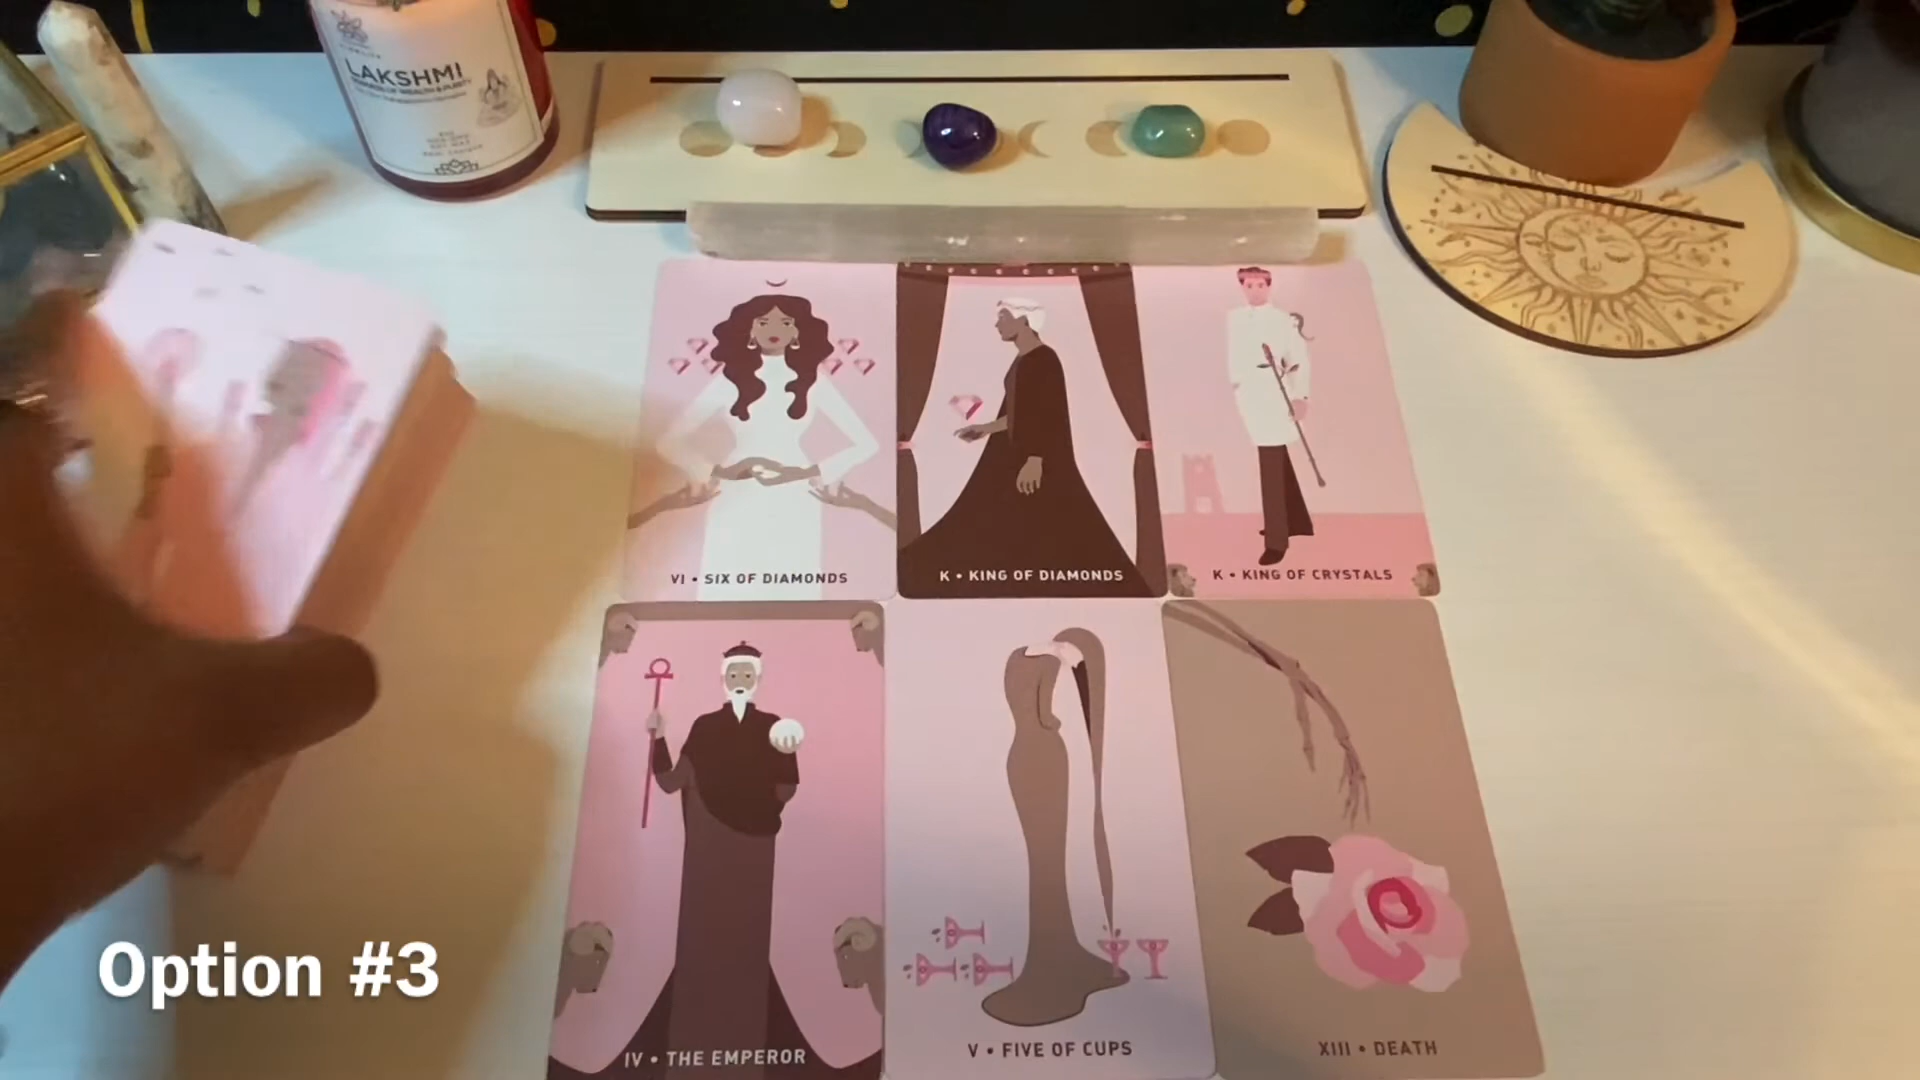 LAKSHMI
VI • SIX OF DIAMONDS
K • KING OF DIAMONDS
K • KING OF CRYSTALS
IV • THE EMPEROR
V • FIVE OF CUPS
XIII • DEATH
Option #3